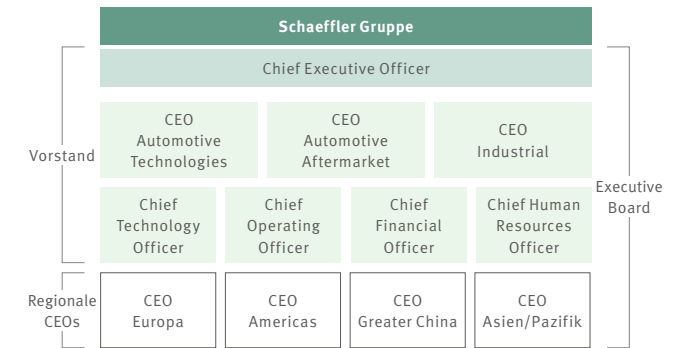 Schaeffler Gruppe
Chief Executive Officer
Vorstand
CEO
Automotive
Technologies
CEO
Automotive
Aftermarket
CEO
Industrial
Chief
Technology
Officer
Chief
Operating
Officer
Chief
Financial
Officer
Chief Human
Resources
Officer
Executive
Board
Regionale
CEOs
CEO
Europa
CEO
Americas
CEO
Greater China
CEO
Asien/Pazifik